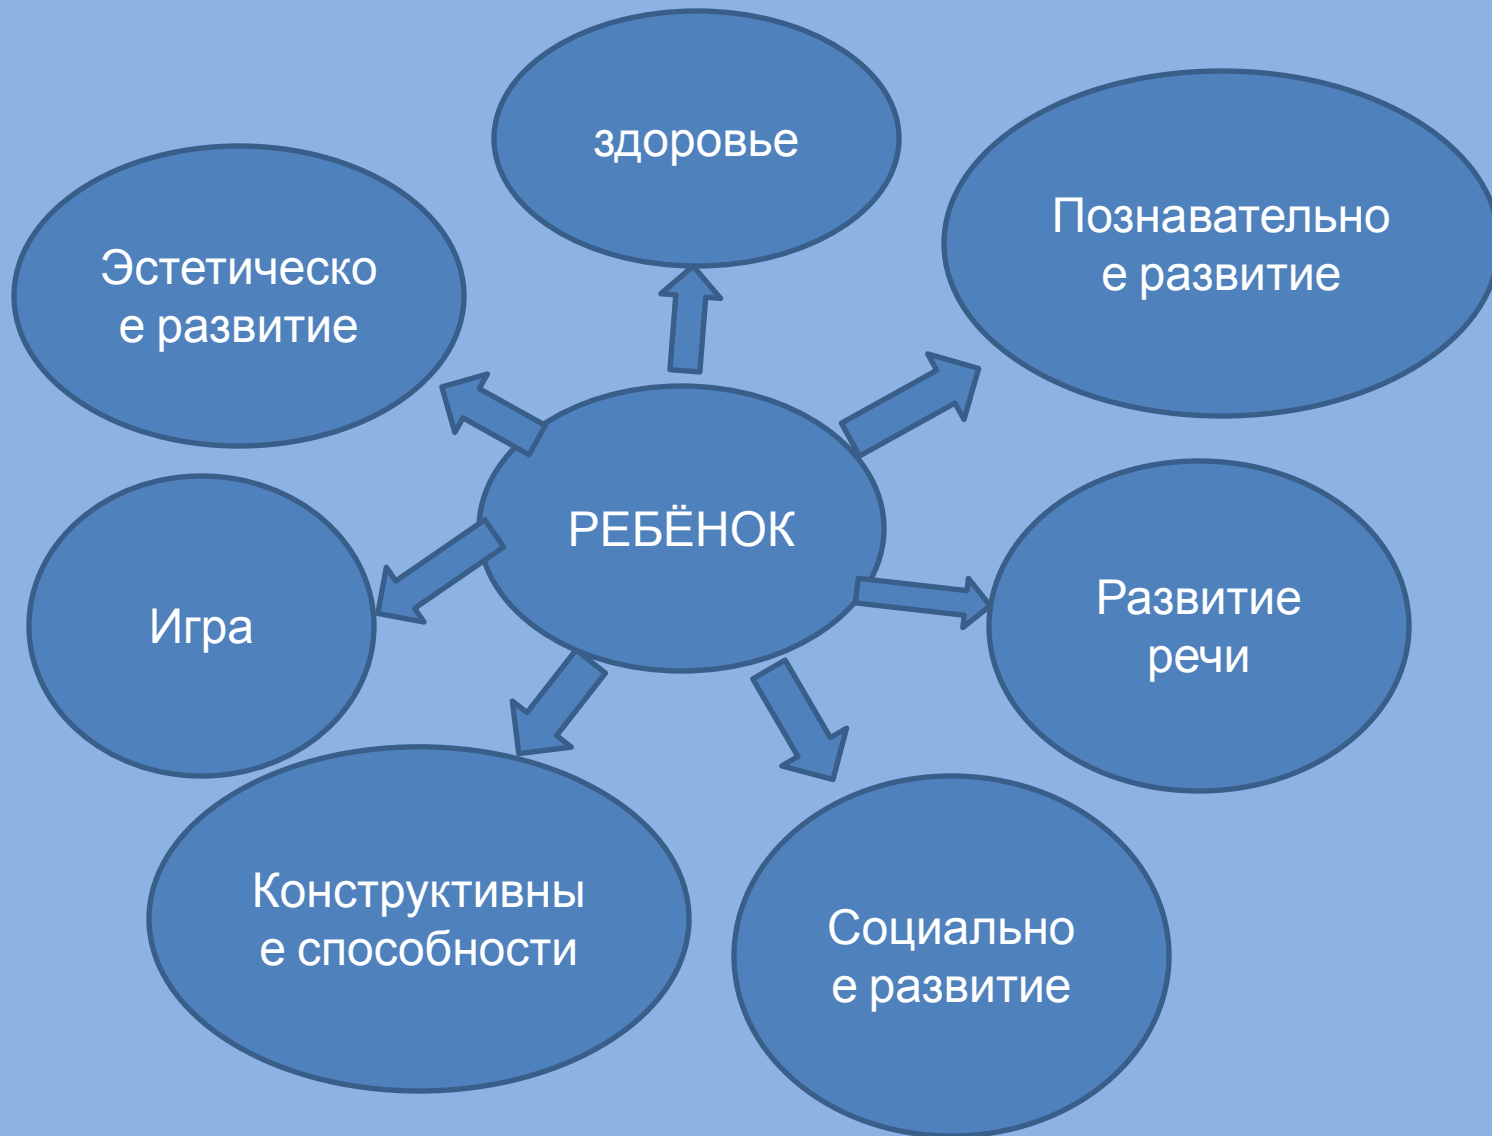 здоровье
Познавательно
е развитие
Эстетическо
е развитие
РЕБЁНОК
Развитие
речи
Игра
Конструктивны
е способности
Социально
е развитие